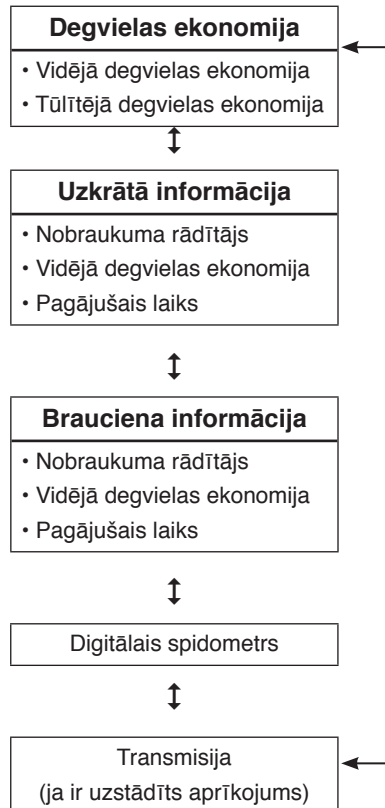 Degvielas ekonomija
• Vidējā degvielas ekonomija
• Tūlītējā degvielas ekonomija
Uzkrātā informācija
• Nobraukuma rādītājs
• Vidējā degvielas ekonomija
• Pagājušais laiks
Brauciena informācija
• Nobraukuma rādītājs
• Vidējā degvielas ekonomija
• Pagājušais laiks
Digitālais spidometrs
Transmisija
(ja ir uzstādīts aprīkojums)